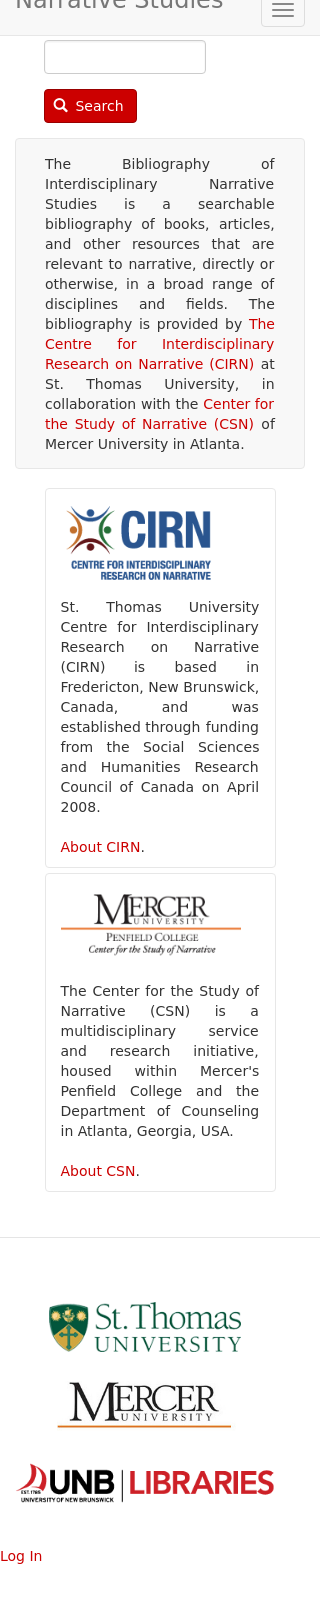 Narrative Studies
Search
The Bibliography of
Interdisciplinary Narrative
Studies is a searchable
bibliography of books, articles,
and other resources that are
relevant to narrative, directly or
otherwise, in a broad range of
disciplines and fields. The
bibliography is provided by The
Centre for Interdisciplinary
Research on Narrative (CIRN) at
St. Thomas University, in
collaboration with the Center for
the Study of Narrative (CSN) of
Mercer University in Atlanta.
CIRN
CENTRE FOR INTERDISCIPLINARY
RESEARCH ON NARRATIVE
St. Thomas University
Centre for Interdisciplinary
Research on Narrative
(CIRN) is based in
Fredericton, New Brunswick,
Canada, and was
established through funding
from the Social Sciences
and Humanities Research
Council of Canada on April
2008.
About CIRN.
MERCER
UNIVERSITY
PENFIELD COLLEGE
Center for the Study of Narrative
The Center for the Study of
Narrative (CSN) is a
multidisciplinary service
and research initiative,
housed within Mercer's
Penfield College and the
Department of Counseling
in Atlanta, Georgia, USA.
About CSN.
St. Thomas
UNIVERSITY
MERCER
UNIVERSITY
EST. 1785 UNB LIBRARIES
UNIVERSITY OF NEW BRUNSWICK
Log In